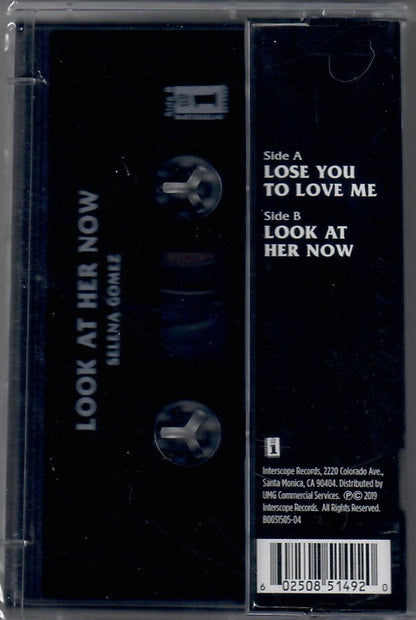 LOOK AT HER NOW
SELENA GOMEZ
Side A
LOSE YOU
TO LOVE ME
Side B
LOOK AT
HER NOW
Interscope Records, 2220 Colorado Ave.,
Santa Monica, CA 90404. Distributed by
UMG Commercial Services. ℗© 2019
Interscope Records. All Rights Reserved.
B0031505-04
6 02508 51492 0